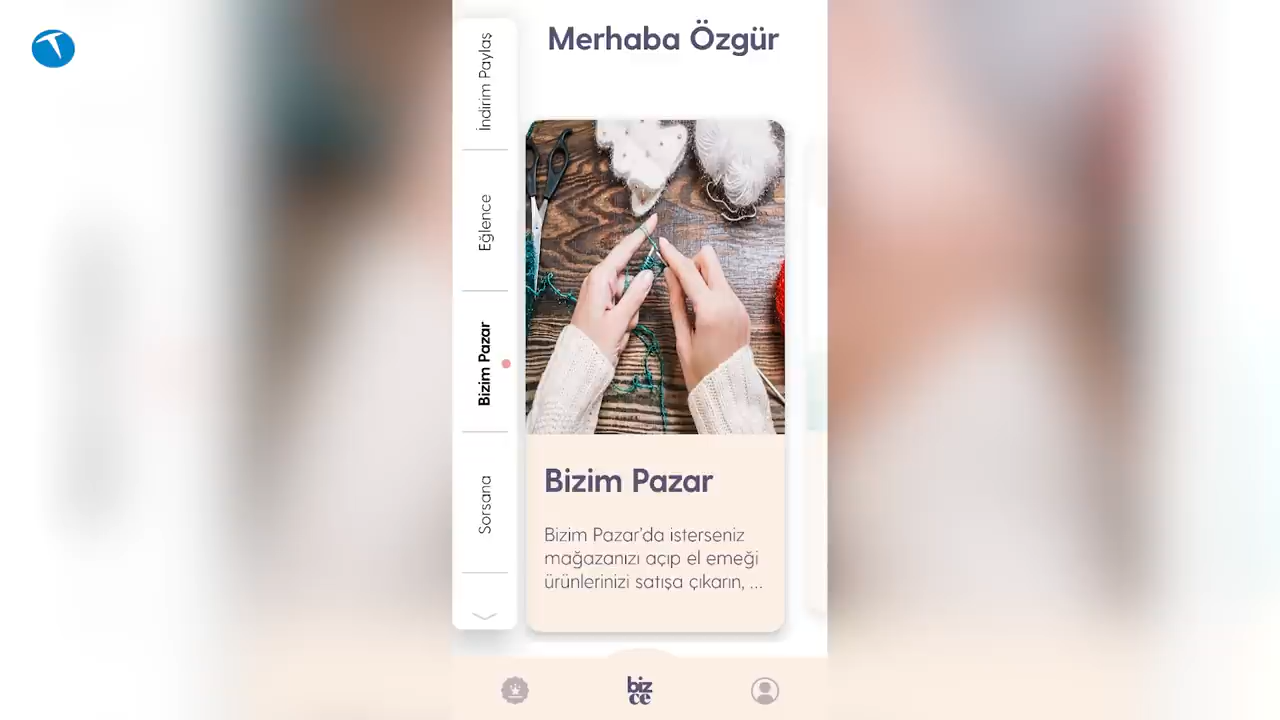 Merhaba Özgür
İndirim Paylaş
Eğlence
Bizim Pazar
Sorsana
Bizim Pazar
Bizim Pazar'da isterseniz
mağazanızı açıp el emeği
ürünlerinizi satışa çıkarın, ...
biz
ce